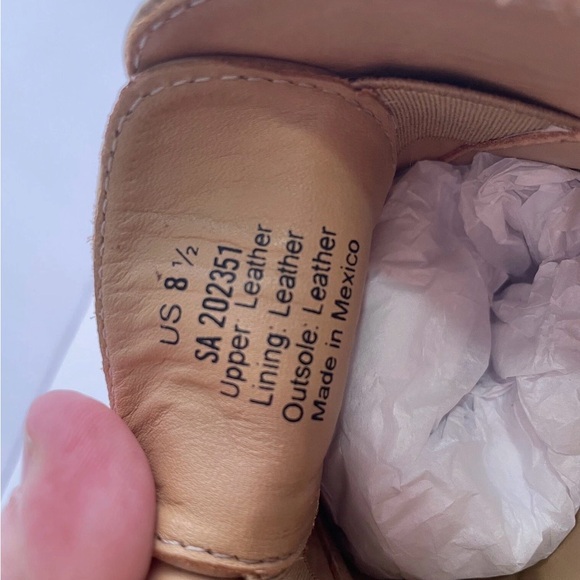 US 8 ½
SA 202351
Upper: Leather
Lining: Leather
Outsole: Leather
Made in Mexico